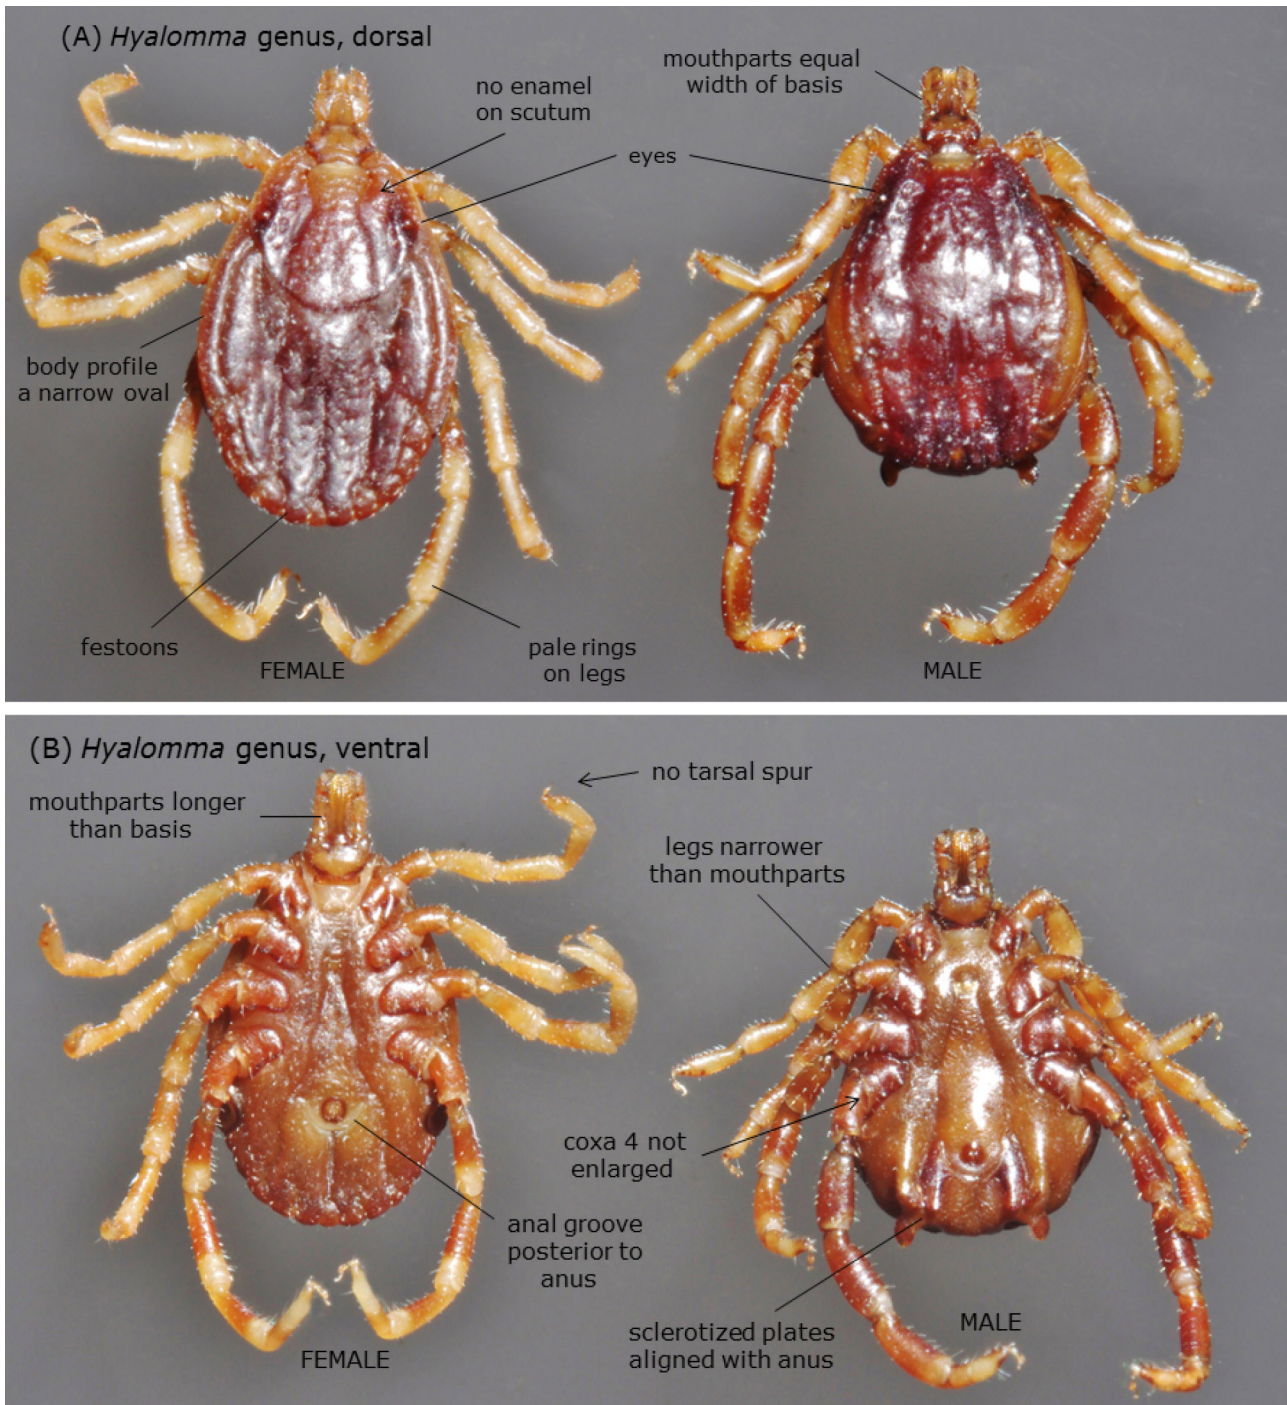 (A) Hyalomma genus, dorsal
mouthparts equal
width of basis
no enamel
on scutum
eyes
body profile
a narrow oval
festoons
pale rings
on legs
FEMALE
MALE
(B) Hyalomma genus, ventral
no tarsal spur
mouthparts longer
than basis
legs narrower
than mouthparts
coxa 4 not
enlarged
anal groove
posterior to
anus
sclerotized plates
aligned with anus
MALE
FEMALE